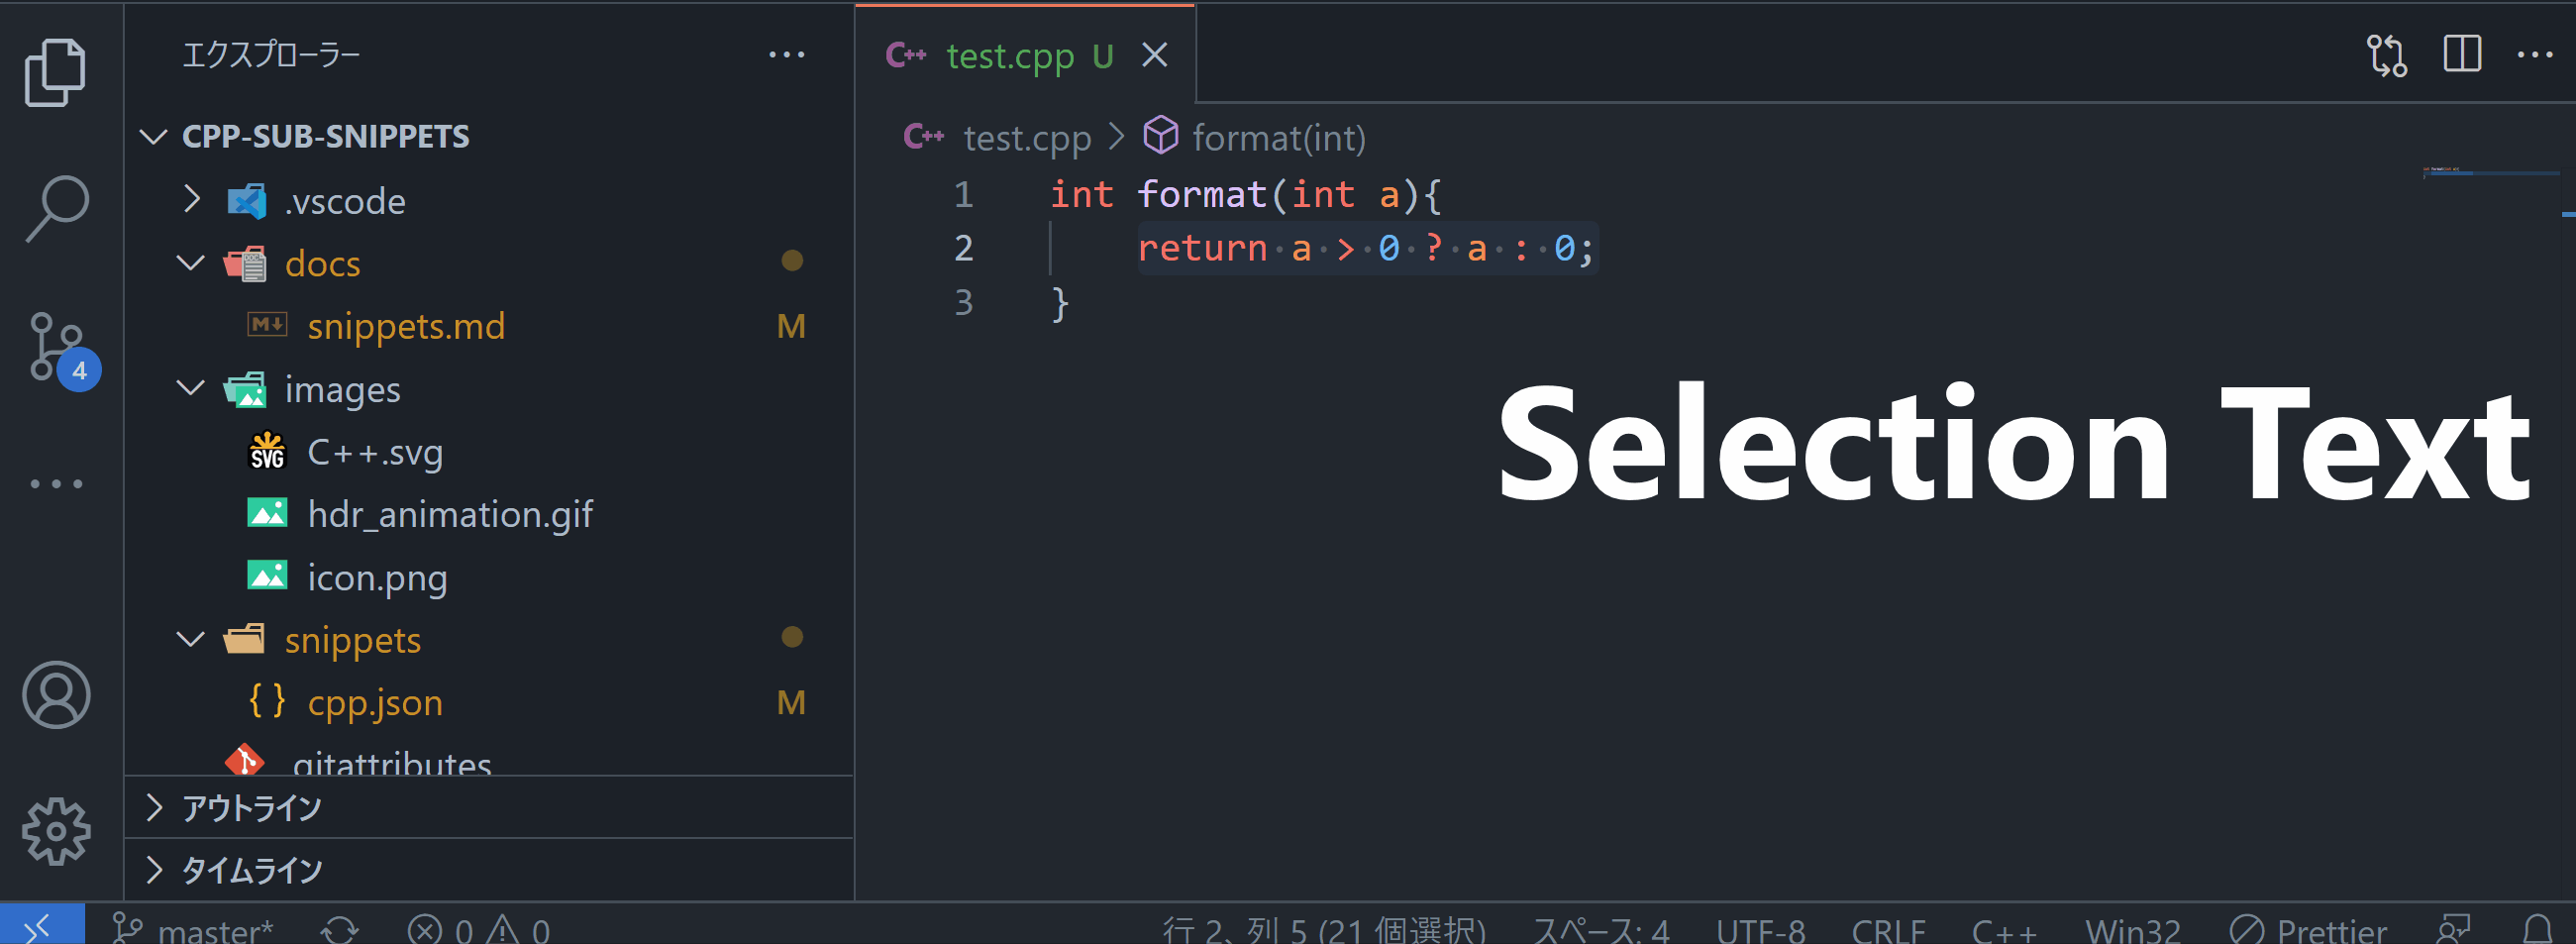 エクスプローラー
CPP-SUB-SNIPPETS
.vscode
docs
snippets.md M
images
C++.svg
hdr_animation.gif
icon.png
snippets
cpp.json M
.gitattributes
アウトライン
タイムライン
4
C++ test.cpp U
C++ test.cpp > format(int)
1 int format(int a){
2 return a > 0 ? a : 0;
3 }
Selection Text
master* 0 0 行 2、列 5 (21 個選択) スペース: 4 UTF-8 CRLF C++ Win32 Prettier